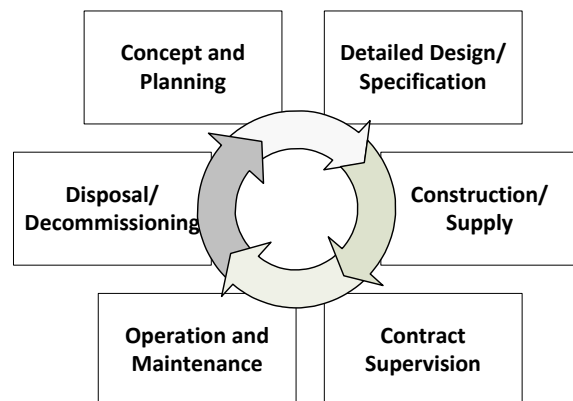 Concept and
Planning
Detailed Design/
Specification
Disposal/
Decommissioning
Construction/
Supply
Operation and
Maintenance
Contract
Supervision